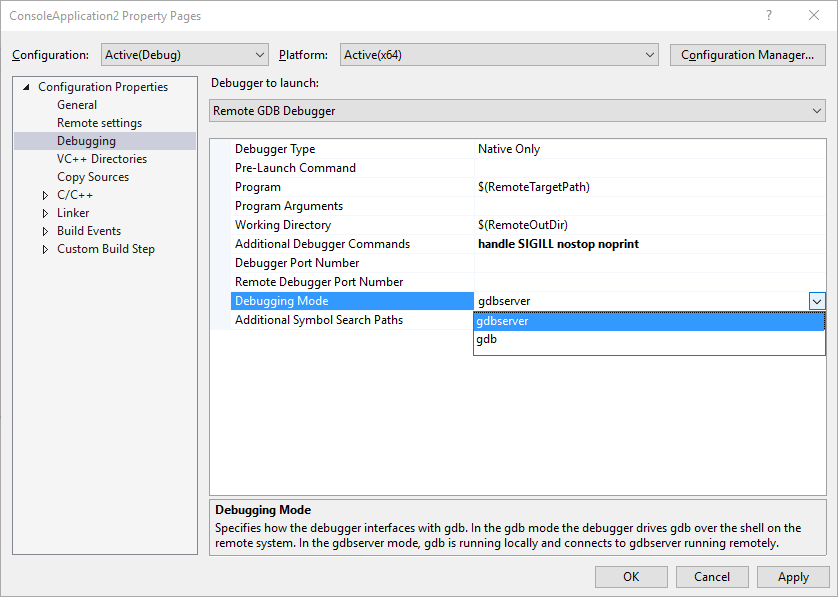 ConsoleApplication2 Property Pages
?
Configuration: Active(Debug) Platform: Active(x64) Configuration Manager...
Configuration Properties
General
Remote settings
Debugging
VC++ Directories
Copy Sources
C/C++
Linker
Build Events
Custom Build Step
Debugger to launch:
Remote GDB Debugger
Debugger Type Native Only
Pre-Launch Command
Program $(RemoteTargetPath)
Program Arguments
Working Directory $(RemoteOutDir)
Additional Debugger Commands handle SIGILL nostop noprint
Debugger Port Number
Remote Debugger Port Number
Debugging Mode gdbserver
Additional Symbol Search Paths gdbserver
gdb
Debugging Mode
Specifies how the debugger interfaces with gdb. In the gdb mode the debugger drives gdb over the shell on the
remote system. In the gdbserver mode, gdb is running locally and connects to gdbserver running remotely.
OK Cancel Apply